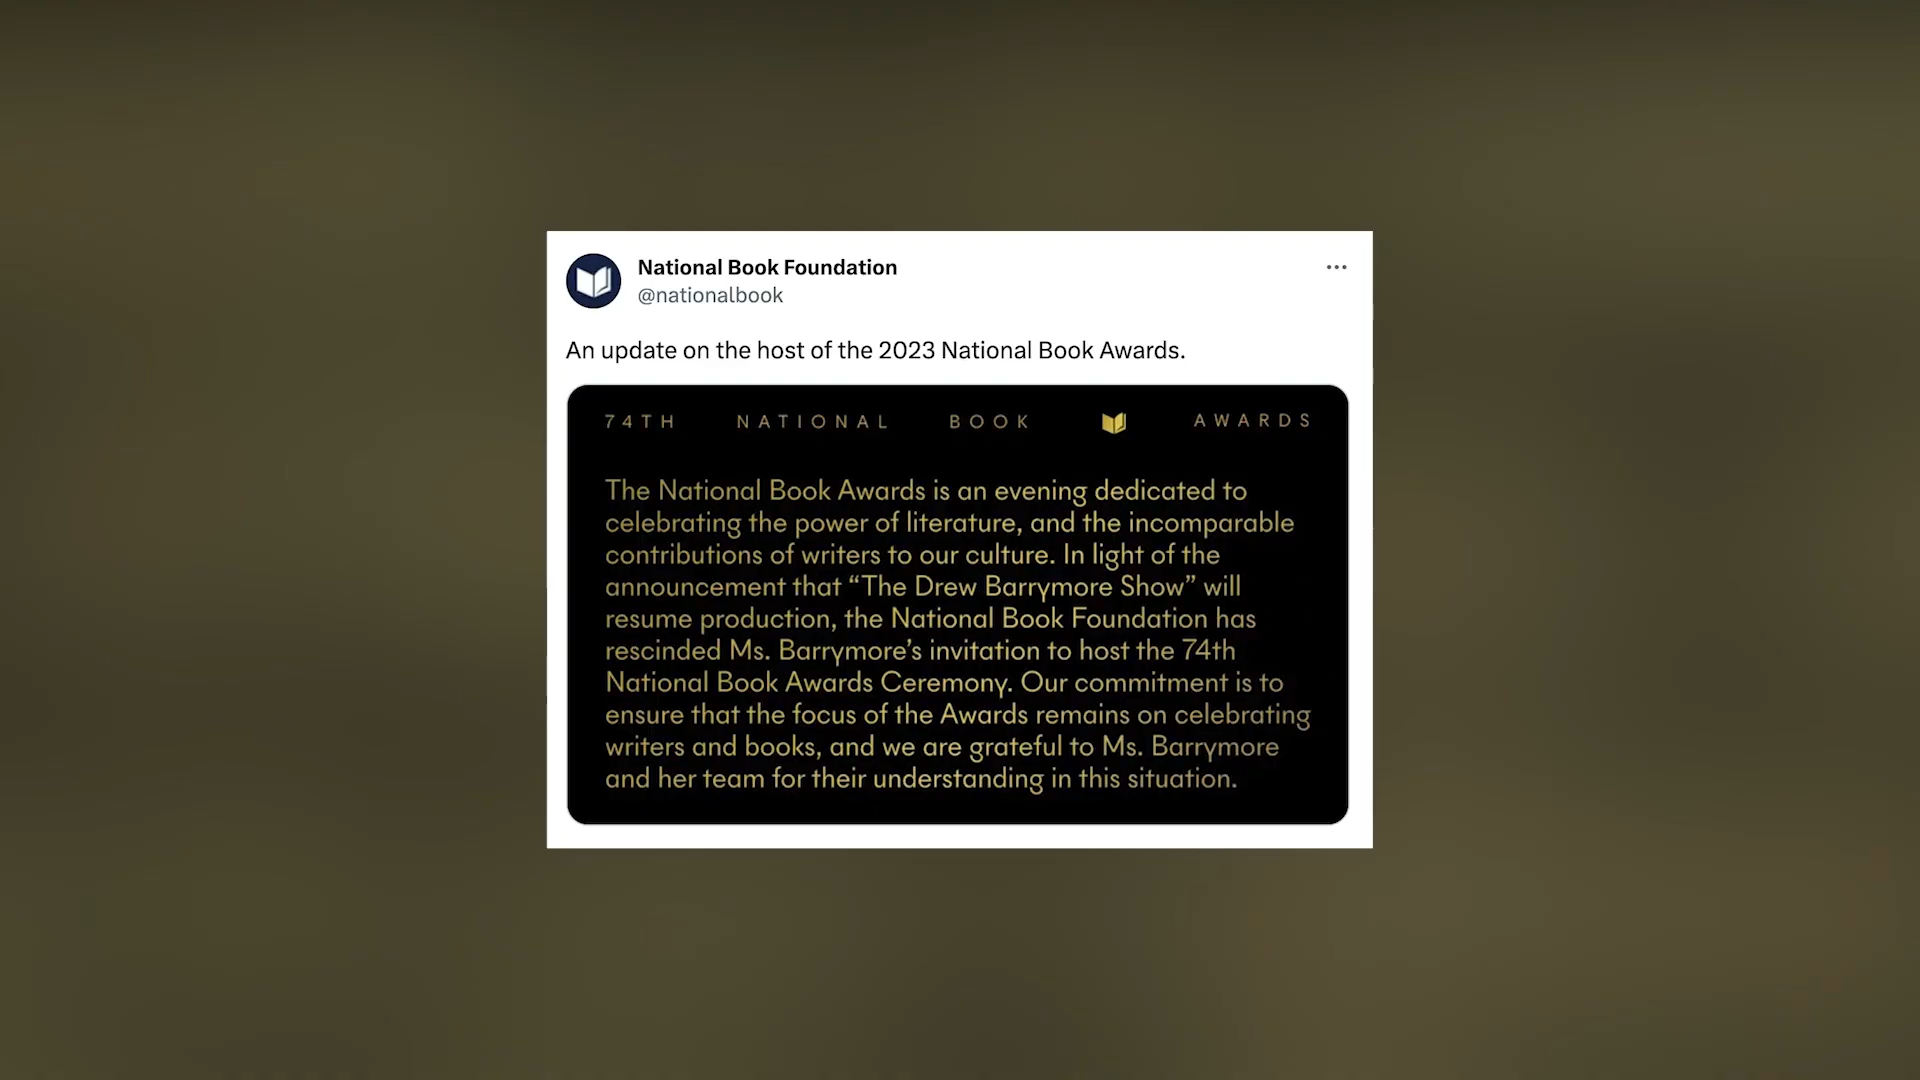 National Book Foundation
@nationalbook
An update on the host of the 2023 National Book Awards.
74TH NATIONAL BOOK AWARDS
The National Book Awards is an evening dedicated to
celebrating the power of literature, and the incomparable
contributions of writers to our culture. In light of the
announcement that “The Drew Barrymore Show” will
resume production, the National Book Foundation has
rescinded Ms. Barrymore’s invitation to host the 74th
National Book Awards Ceremony. Our commitment is to
ensure that the focus of the Awards remains on celebrating
writers and books, and we are grateful to Ms. Barrymore
and her team for their understanding in this situation.